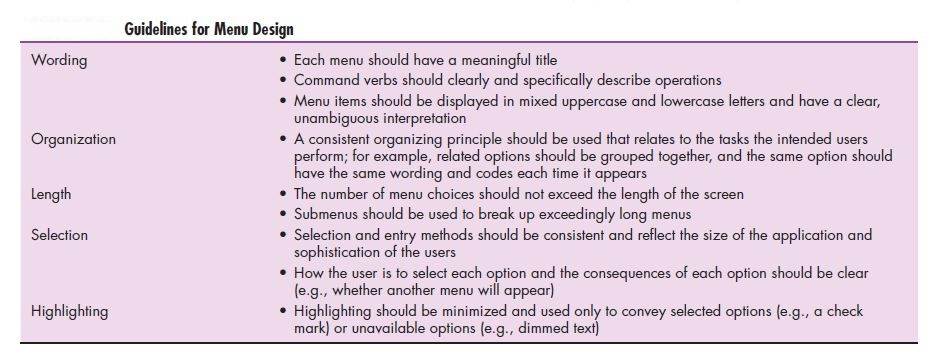 Guidelines for Menu Design
Wording
• Each menu should have a meaningful title
• Command verbs should clearly and specifically describe operations
• Menu items should be displayed in mixed uppercase and lowercase letters and have a clear,
unambiguous interpretation
Organization
• A consistent organizing principle should be used that relates to the tasks the intended users
perform; for example, related options should be grouped together, and the same option should
have the same wording and codes each time it appears
Length
• The number of menu choices should not exceed the length of the screen
• Submenus should be used to break up exceedingly long menus
Selection
• Selection and entry methods should be consistent and reflect the size of the application and
sophistication of the users
• How the user is to select each option and the consequences of each option should be clear
(e.g., whether another menu will appear)
Highlighting
• Highlighting should be minimized and used only to convey selected options (e.g., a check
mark) or unavailable options (e.g., dimmed text)